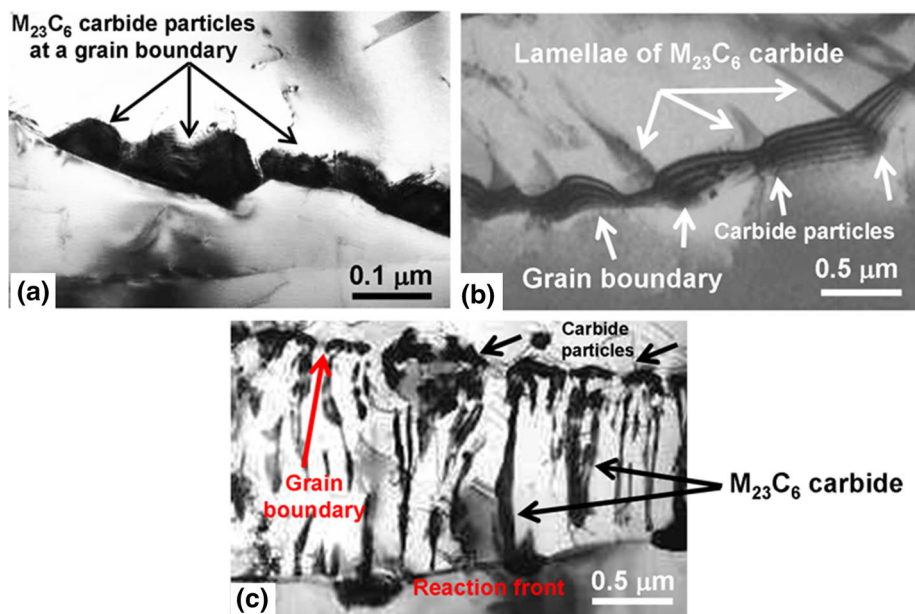 M₂₃C₆ carbide particles
at a grain boundary
0.1 μm
(a)
Lamellae of M₂₃C₆ carbide
Carbide particles
Grain boundary
0.5 μm
(b)
Carbide
particles
Grain
boundary
M₂₃C₆ carbide
Reaction front
0.5 μm
(c)